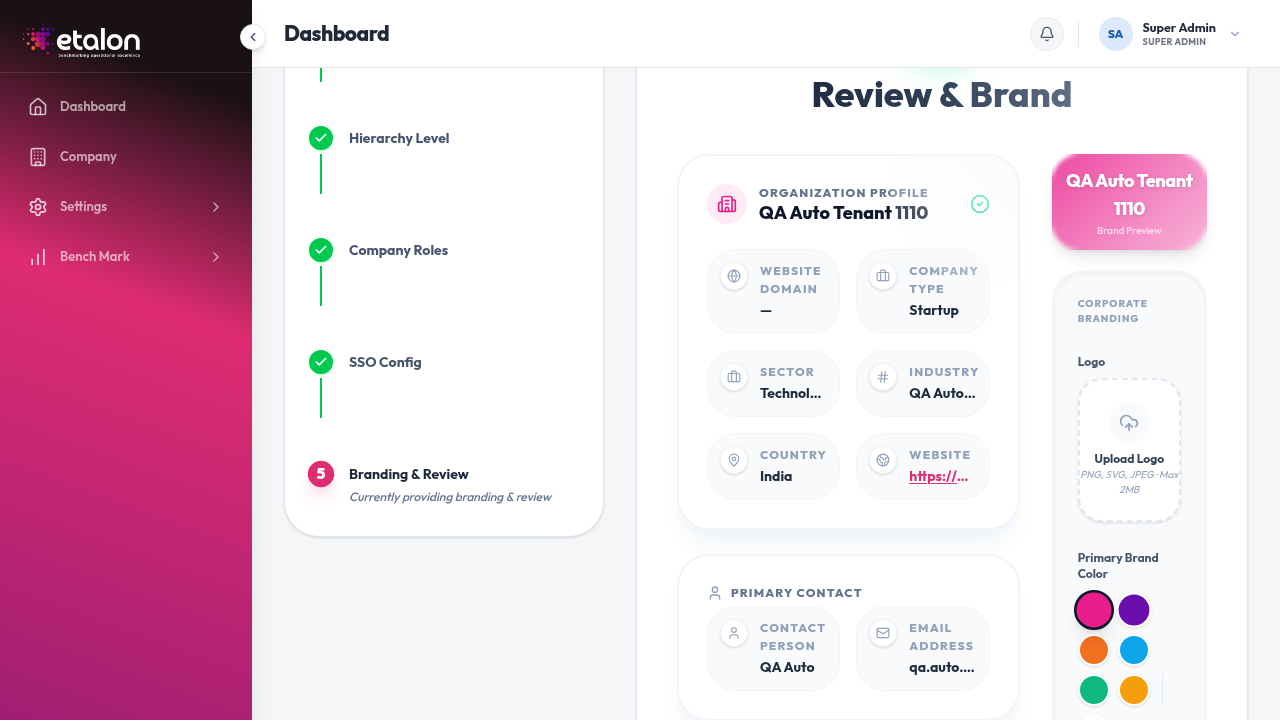 etalon
benchmarking operational excellence
Dashboard
Company
Settings
Bench Mark
Dashboard
SA
Super Admin
SUPER ADMIN
Hierarchy Level
Company Roles
SSO Config
5
Branding & Review
Currently providing branding & review
Review & Brand
ORGANIZATION PROFILE
QA Auto Tenant 1110
WEBSITE
DOMAIN
—
COMPANY
TYPE
Startup
SECTOR
Technol...
INDUSTRY
QA Auto...
COUNTRY
India
WEBSITE
https://...
PRIMARY CONTACT
CONTACT
PERSON
QA Auto
EMAIL
ADDRESS
qa.auto....
QA Auto Tenant
1110
Brand Preview
CORPORATE
BRANDING
Logo
Upload Logo
PNG, SVG, JPEG · Max
2MB
Primary Brand
Color